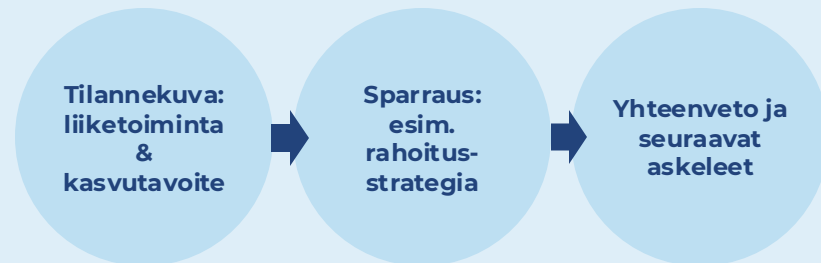 Tilannekuva:
liiketoiminta
&
kasvutavoite
Sparraus:
esim.
rahoitus-
strategia
Yhteenveto ja
seuraavat
askeleet